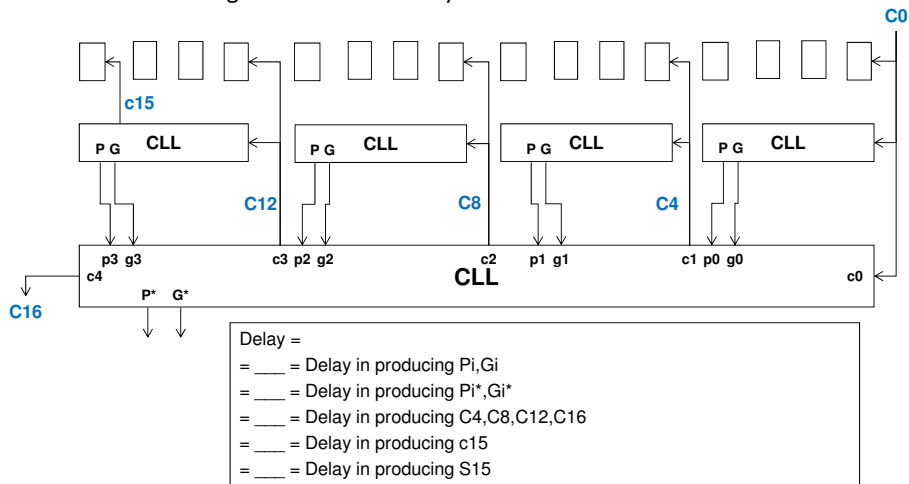 C0
c15
P G CLL
P G CLL
P G CLL
P G CLL
C12
C8
C4
p3 g3 c3 p2 g2 c2 p1 g1 c1 p0 g0
c4 CLL c0
P* G*
C16
Delay =
= ___ = Delay in producing Pi,Gi
= ___ = Delay in producing Pi*,Gi*
= ___ = Delay in producing C4,C8,C12,C16
= ___ = Delay in producing c15
= ___ = Delay in producing S15